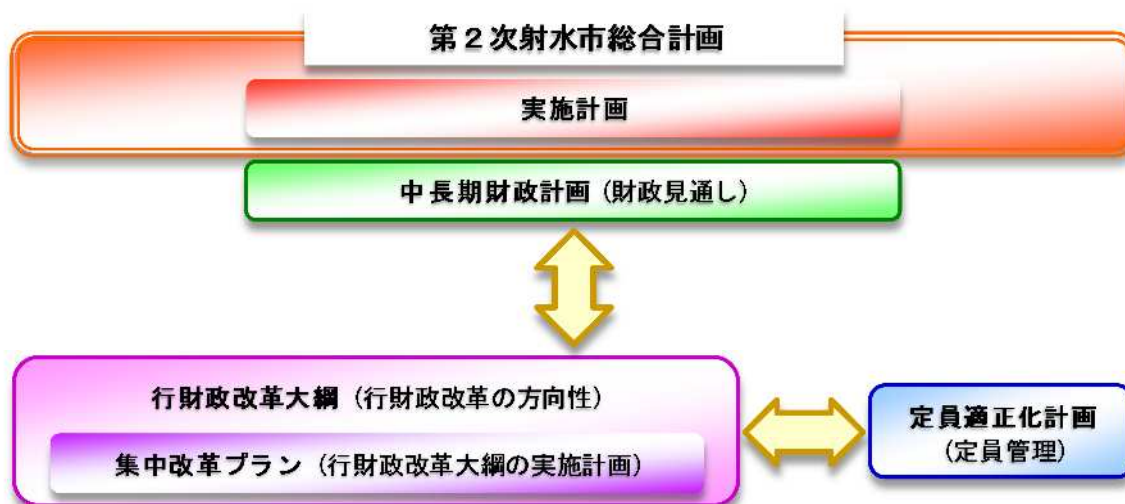 第２次射水市総合計画
実施計画
中長期財政計画（財政見通し）
行財政改革大綱（行財政改革の方向性）
集中改革プラン（行財政改革大綱の実施計画）
定員適正化計画
（定員管理）